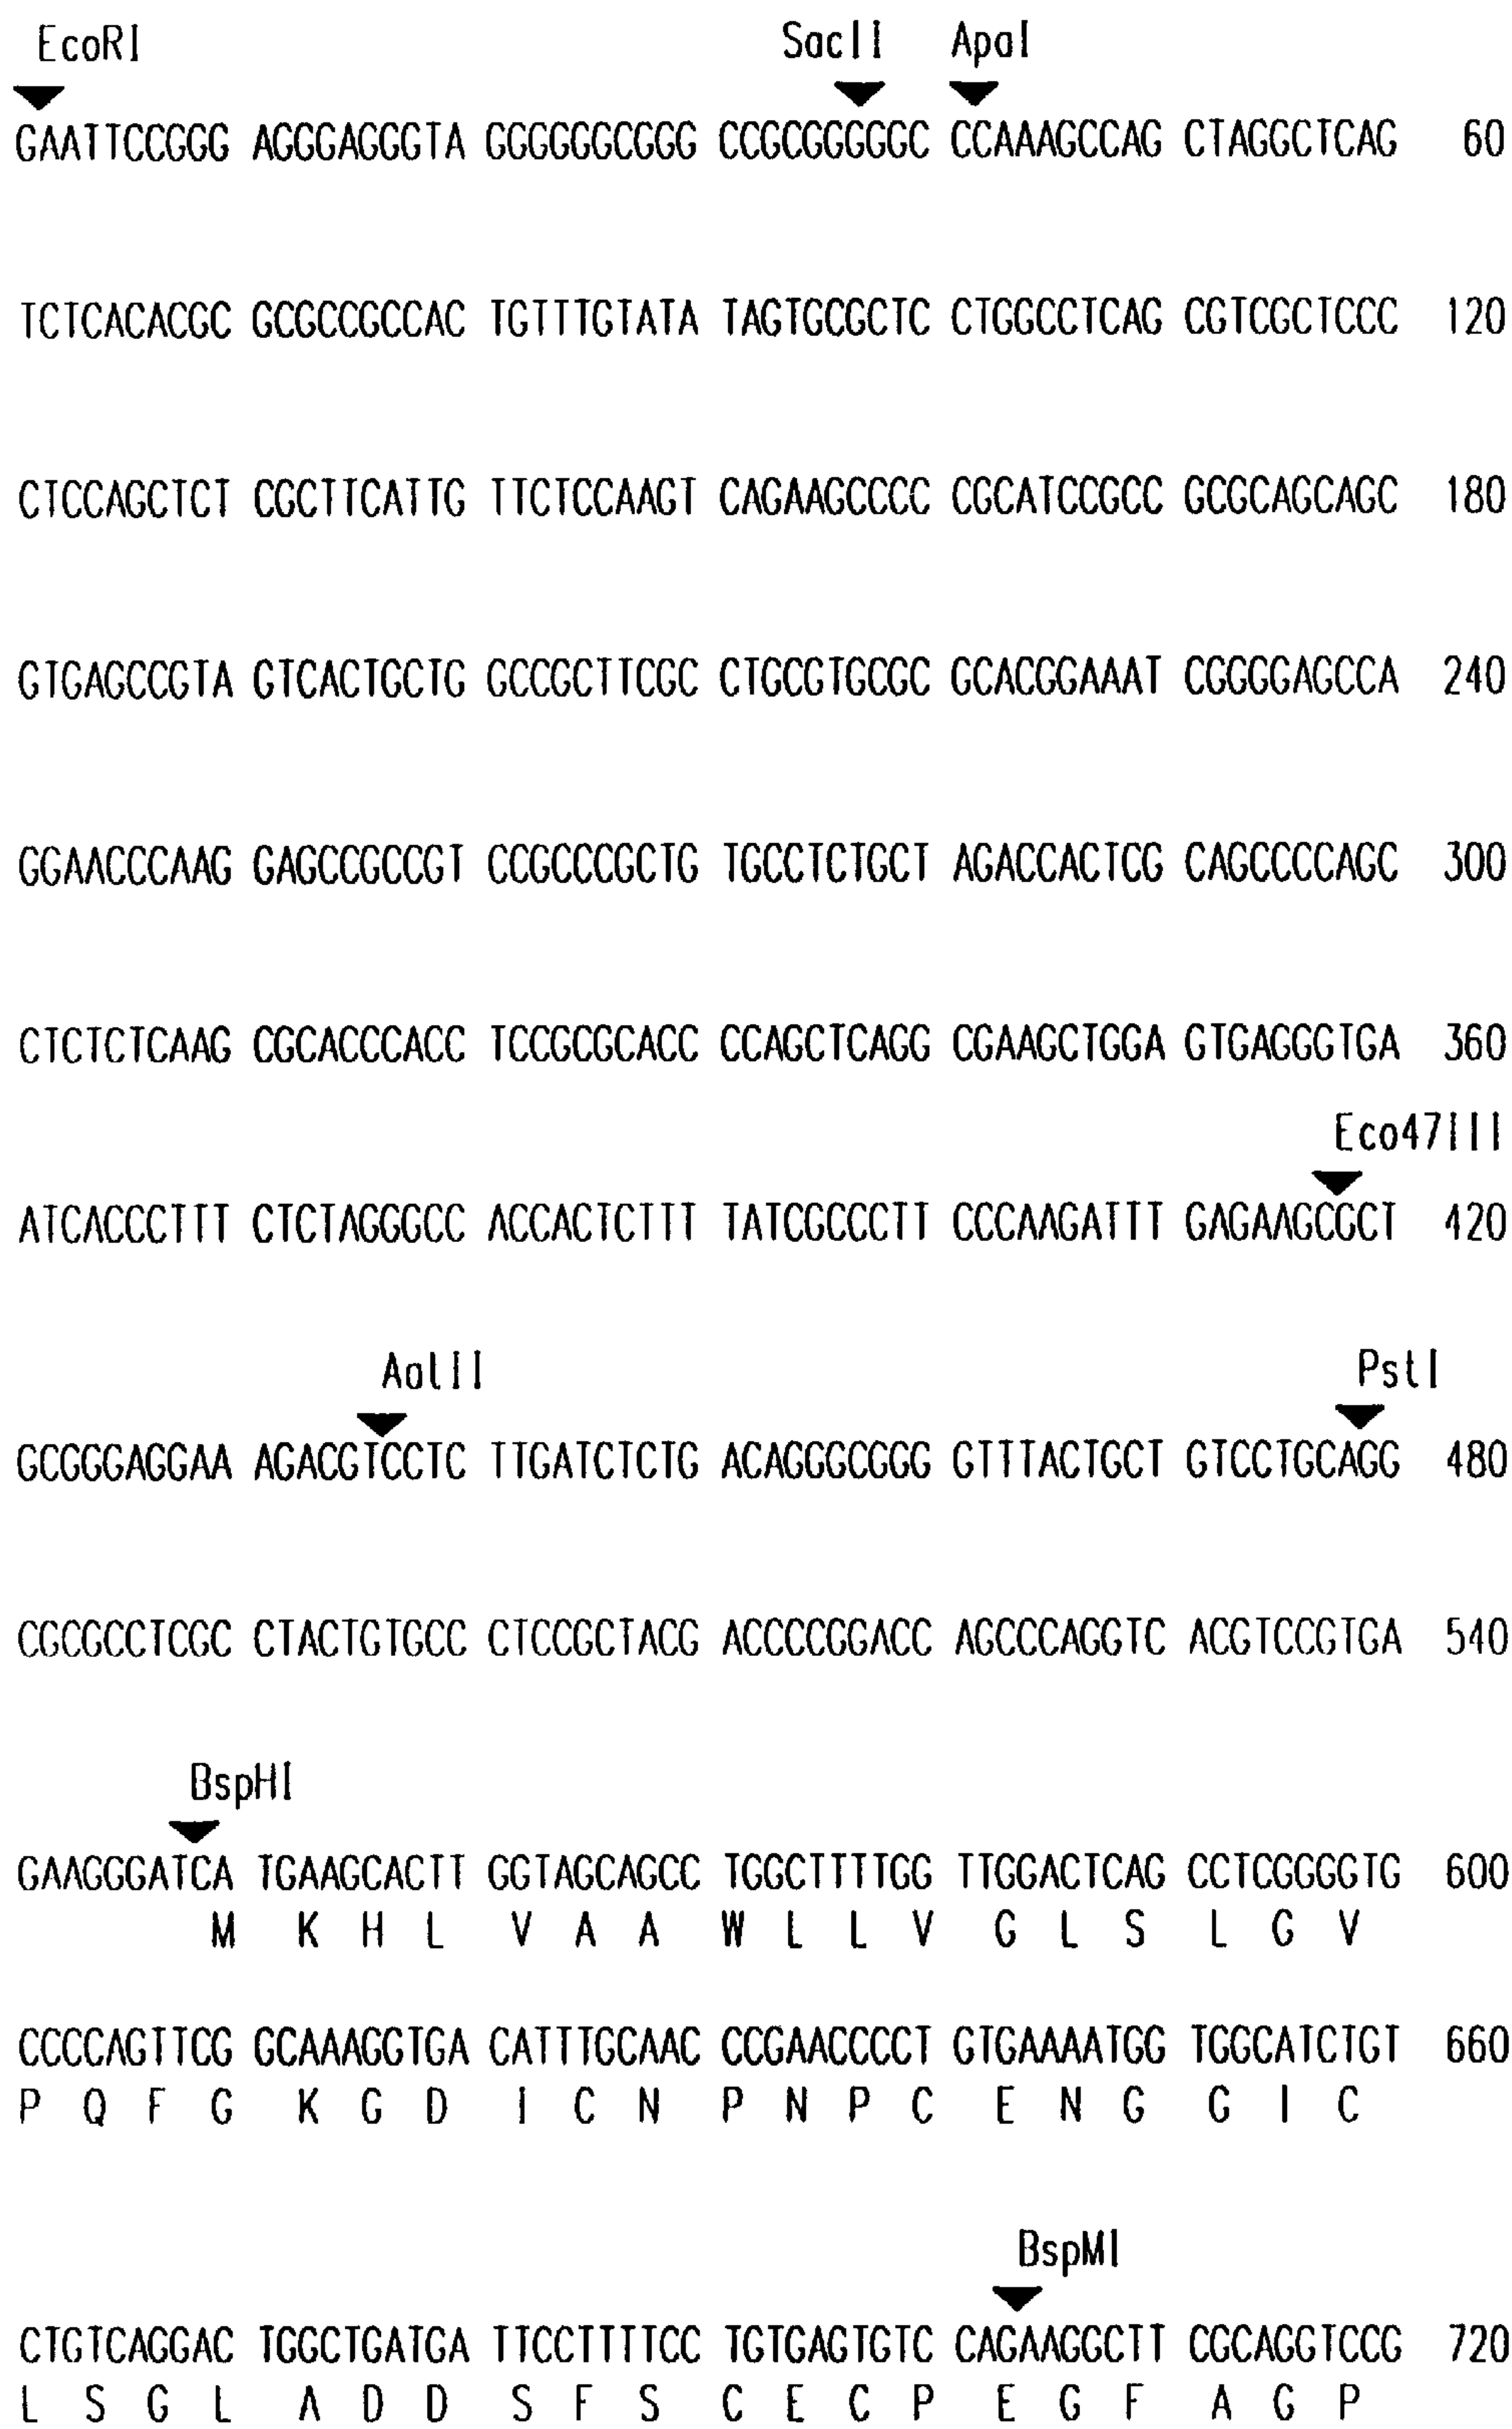 EcoRI SacII ApaI
GAATTCCGGG AGGGAGGGTA GGGGGGCGGG CCGCGGGGGC CCAAAGCCAG CTAGGCTCAG 60
TCTCACACGC GCGCCGCCAC TGTTTGTATA TAGTGCGCTC CTGGCCTCAG CGTCGCTCCC 120
CTCCAGCTCT CGCTTCATTG TTCTCCAAGT CAGAAGCCCC CGCATCCGCC GCGCAGCAGC 180
GTGAGCCGTA GTCACTGCTG GCCGCTTCGC CTGCGTGCGC GCACGGAAAT CGGGGAGCCA 240
GGAACCCAAG GAGCCGCCGT CCGCCCGCTG TGCCTCTGCT AGACCACTCG CAGCCCCAGC 300
CTCTCTCAAG CGCACCCACC TCCGCGCACC CCAGCTCAGG CGAAGCTGGA GTGAGGGTGA 360
Eco47III
ATCACCCTTT CTCTAGGGCC ACCACTCTTT TATCGCCCTT CCCAAGATTT GAGAAGCGCT 420
AatII PstI
GCGGGAGGAA AGACGTCCTC TTGATCTCTG ACAGGGCGGG GTTTACTGCT GTCCTGCAGG 480
CGCGCCTCGC CTACTGTGCC CTCCGCTACG ACCCCGGACC AGCCCAGGTC ACGTCCGTGA 540
BspHI
GAAGGGATCA TGAAGCACTT GGTAGCAGCC TGGCTTTTGG TTGGACTCAG CCTCGGGGTG 600
M K H L V A A W L L V G L S L G V
CCCCAGTTCG GCAAAGGTGA CATTTGCAAC CCGAACCCCT GTGAAAATGG TGGCATCTGT 660
P Q F G K G D I C N P N P C E N G G I C
BspMI
CTGTCAGGAC TGGCTGATGA TTCCTTTTCC TGTGAGTGTC CAGAAGGCTT CGCAGGTCCG 720
L S G L A D D S F S C E C P E G F A G P